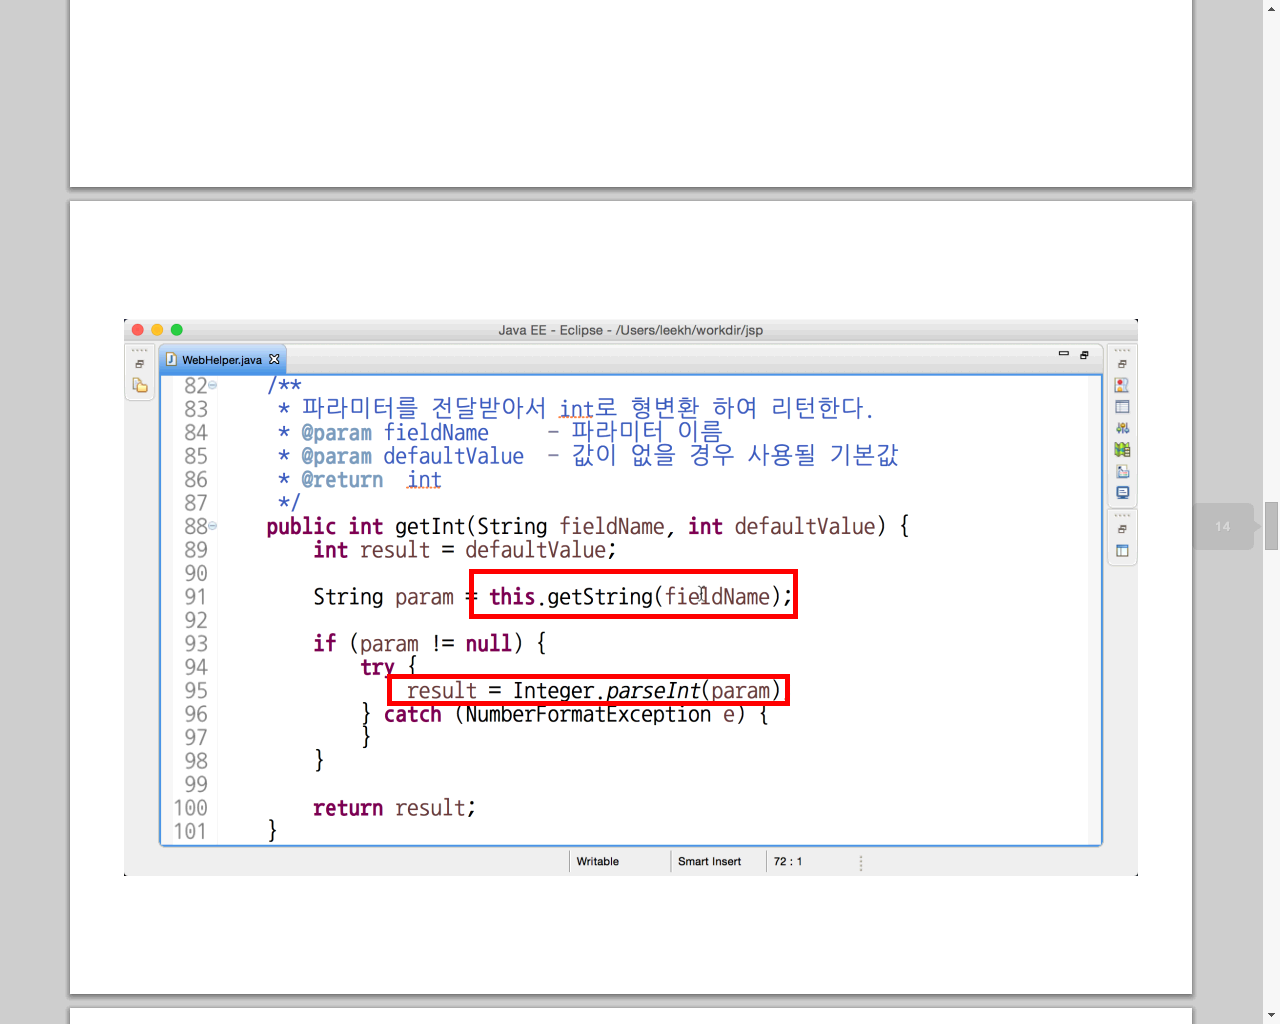 Java EE - Eclipse - /Users/leekh/workdir/jsp
WebHelper.java
82 /**
83 * 파라미터를 전달받아서 int로 형변환 하여 리턴한다.
84 * @param fieldName - 파라미터 이름
85 * @param defaultValue - 값이 없을 경우 사용될 기본값
86 * @return int
87 */
88 public int getInt(String fieldName, int defaultValue) {
89 int result = defaultValue;
90
91 String param = this.getString(fieldName);
92
93 if (param != null) {
94 try {
95 result = Integer.parseInt(param)
96 } catch (NumberFormatException e) {
97 }
98 }
99
100 return result;
101 }
14
Writable Smart Insert 72 : 1